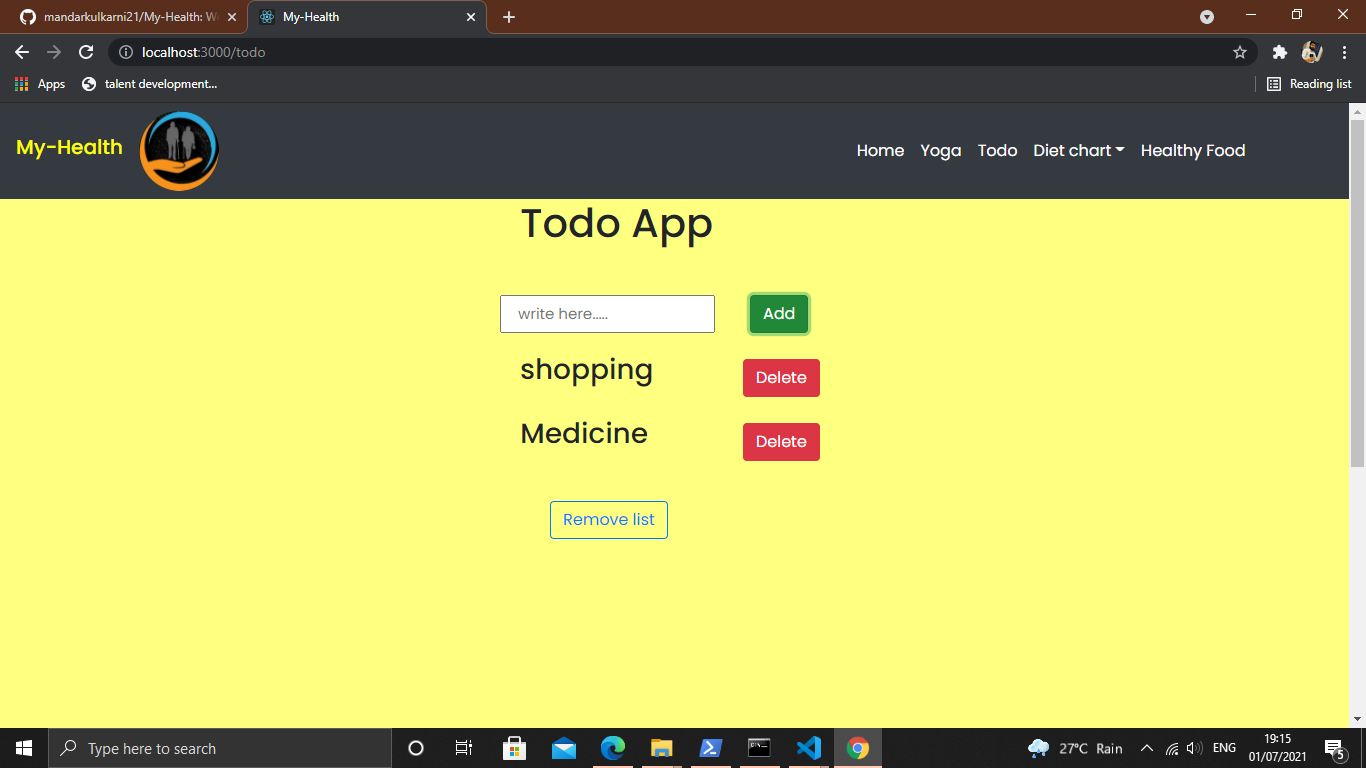 mandarkulkarni21/My-Health: W
My-Health
localhost:3000/todo
Apps
talent development...
Reading list
My-Health
Home Yoga Todo Diet chart Healthy Food
Todo App
write here.....
Add
shopping
Delete
Medicine
Delete
Remove list
Type here to search
27°C Rain
ENG
19:15
01/07/2021
5